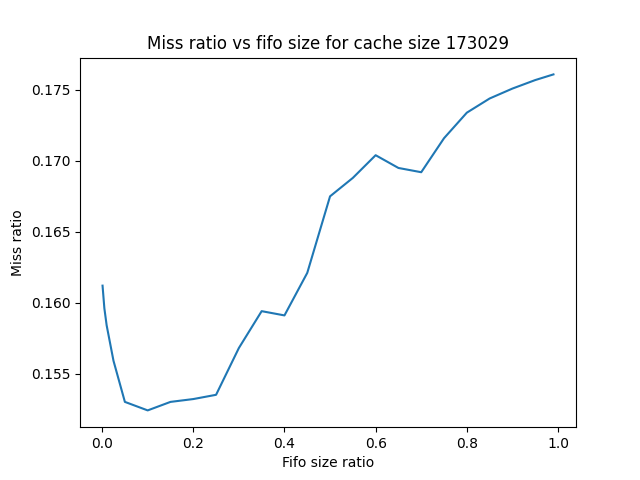 Miss ratio vs fifo size for cache size 173029
Miss ratio
0.175
0.170
0.165
0.160
0.155
0.0 0.2 0.4 0.6 0.8 1.0
Fifo size ratio